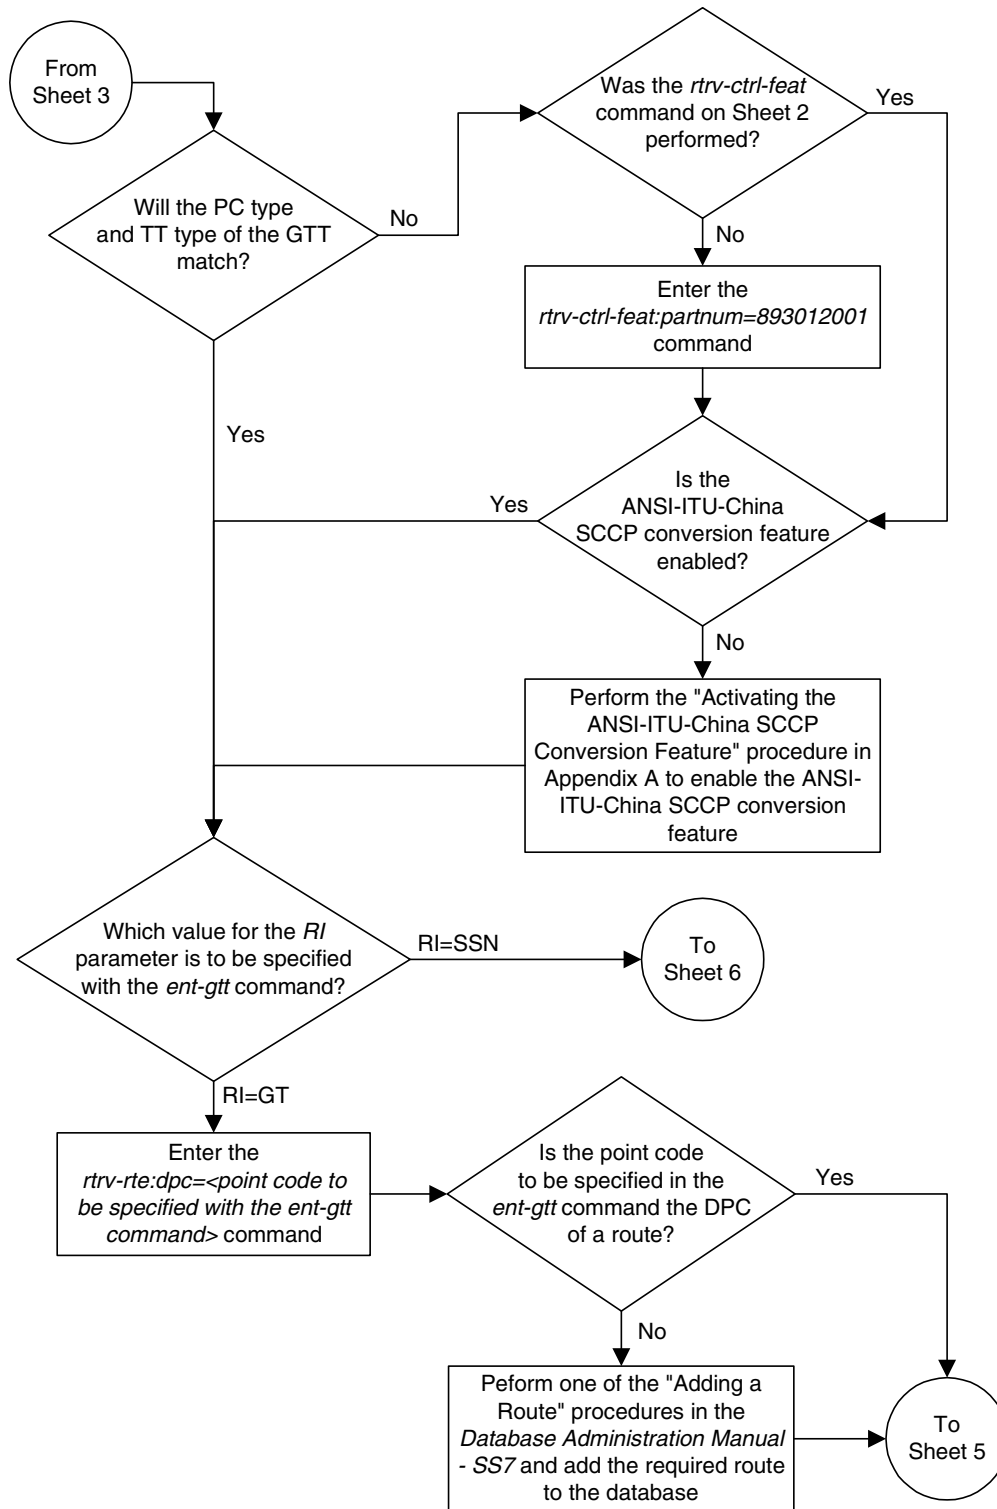 From
Sheet 3
Was the rtrv-ctrl-feat
command on Sheet 2
performed?
Yes
Will the PC type
and TT type of the GTT
match?
No
No
Enter the
rtrv-ctrl-feat:partnum=893012001
command
Yes
Is the
ANSI-ITU-China
SCCP conversion feature
enabled?
Yes
No
Perform the "Activating the
ANSI-ITU-China SCCP
Conversion Feature" procedure in
Appendix A to enable the ANSI-
ITU-China SCCP conversion
feature
Which value for the RI
parameter is to be specified
with the ent-gtt command?
RI=SSN
To
Sheet 6
RI=GT
Enter the
rtrv-rte:dpc=<point code to
be specified with the ent-gtt
command> command
Is the point code
to be specified in the
ent-gtt command the DPC
of a route?
Yes
No
Peform one of the "Adding a
Route" procedures in the
Database Administration Manual
- SS7 and add the required route
to the database
To
Sheet 5